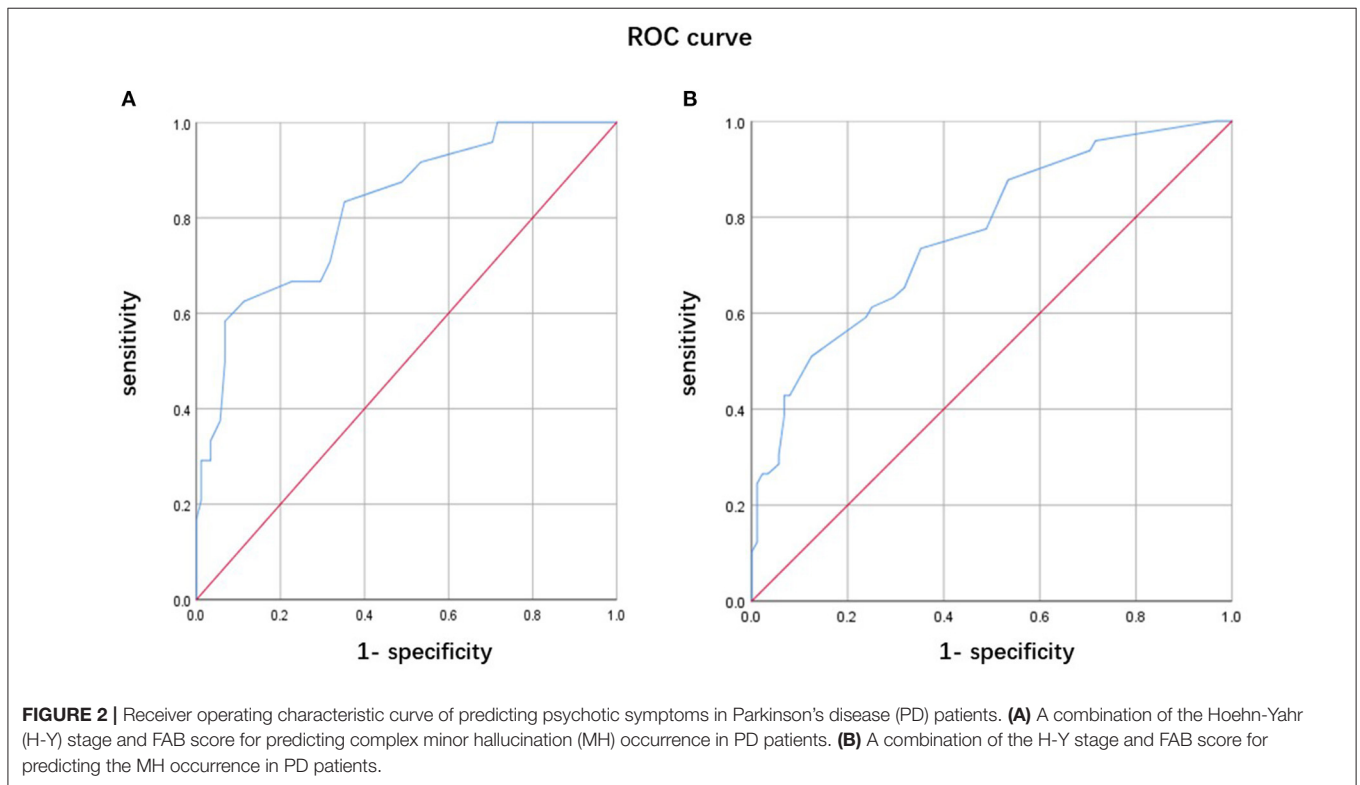 ROC curve
A
B
1.0
0.8
0.6
0.4
0.2
0.0
0.0 0.2 0.4 0.6 0.8 1.0
sensitivity
1- specificity
1.0
0.8
0.6
0.4
0.2
0.0
0.0 0.2 0.4 0.6 0.8 1.0
sensitivity
1- specificity
FIGURE 2 | Receiver operating characteristic curve of predicting psychotic symptoms in Parkinson's disease (PD) patients. (A) A combination of the Hoehn-Yahr
(H-Y) stage and FAB score for predicting complex minor hallucination (MH) occurrence in PD patients. (B) A combination of the H-Y stage and FAB score for
predicting the MH occurrence in PD patients.